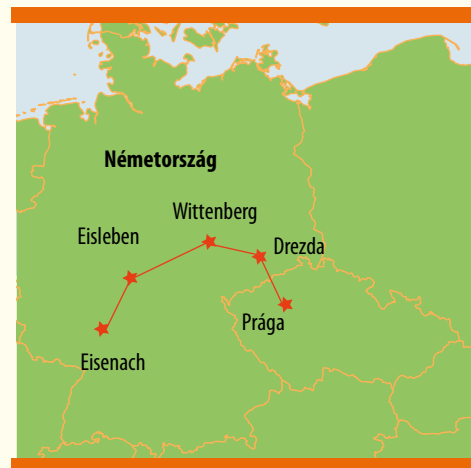 Németország
Wittenberg
Eisleben
Drezda
Prága
Eisenach